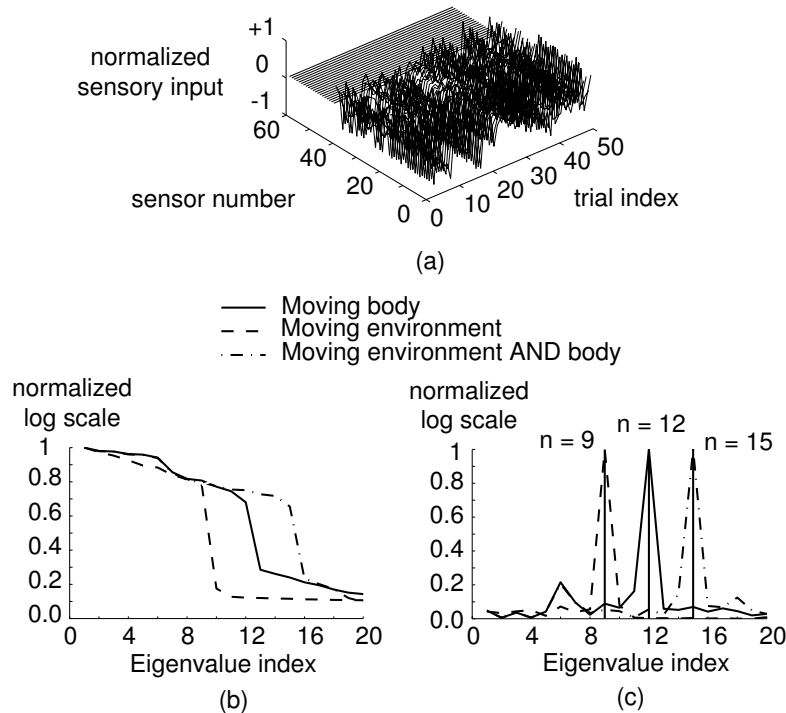 normalized
sensory input
+1
0
-1
60
40
20
0
sensor number
0
10
20
30
40
50
trial index
(a)
Moving body
Moving environment
Moving environment AND body
normalized
log scale
1
0.8
0.6
0.4
0.2
0.0
0 4 8 12 16 20
Eigenvalue index
(b)
normalized
log scale
n = 9
n = 12
n = 15
1
0.8
0.6
0.4
0.2
0
0 4 8 12 16 20
Eigenvalue index
(c)